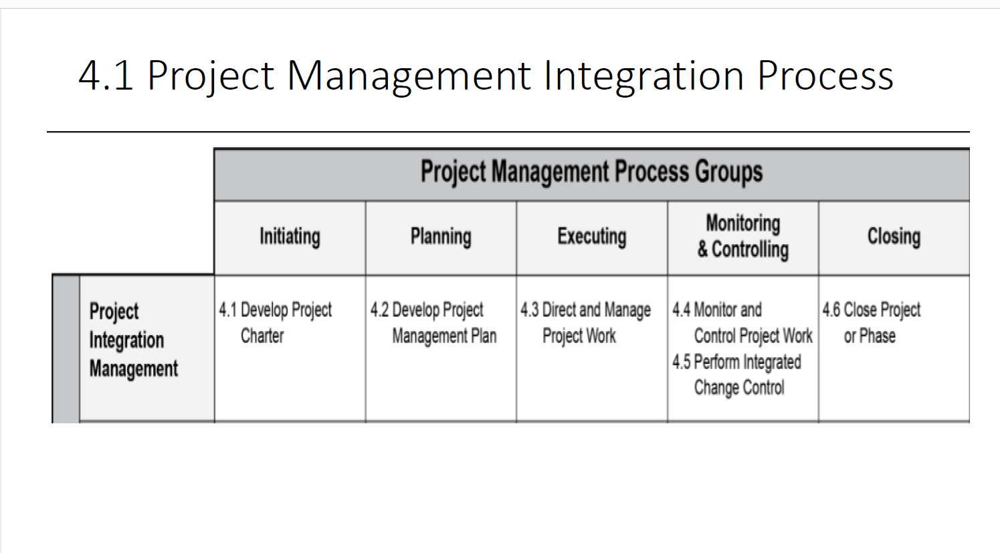 4.1 Project Management Integration Process
Project Management Process Groups
Initiating
Planning
Executing
Monitoring
& Controlling
Closing
Project
Integration
Management
4.1 Develop Project
Charter
4.2 Develop Project
Management Plan
4.3 Direct and Manage
Project Work
4.4 Monitor and
Control Project Work
4.5 Perform Integrated
Change Control
4.6 Close Project
or Phase